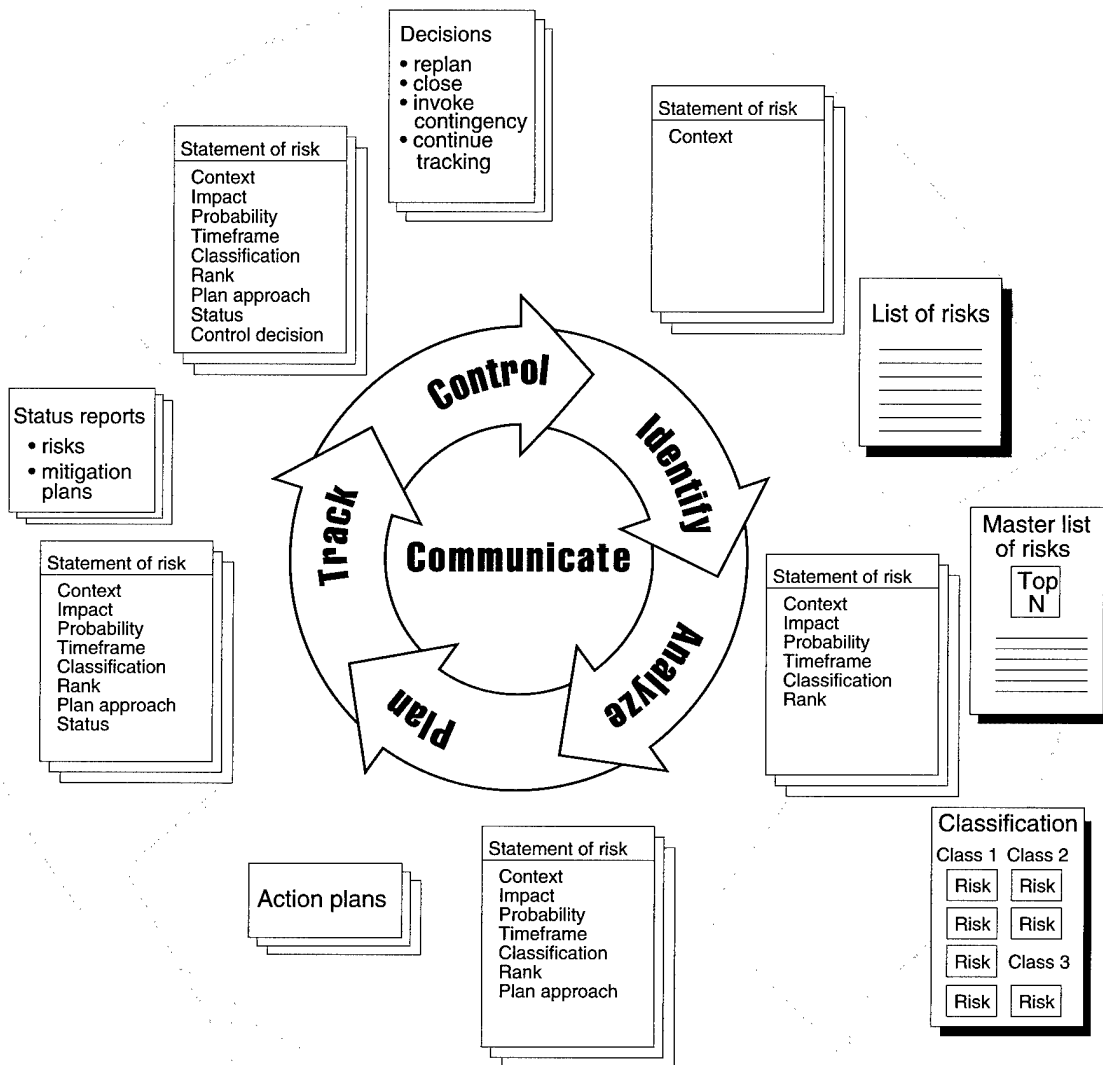 Decisions
• replan
• close
• invoke
contingency
• continue
tracking
Statement of risk
Context
Statement of risk
Context
Impact
Probability
Timeframe
Classification
Rank
Plan approach
Status
Control decision
List of risks
Control
Identify
Analyze
Plan
Track
Communicate
Status reports
• risks
• mitigation
plans
Master list
of risks
Top
N
Statement of risk
Context
Impact
Probability
Timeframe
Classification
Rank
Plan approach
Status
Statement of risk
Context
Impact
Probability
Timeframe
Classification
Rank
Classification
Class 1 Class 2
Risk Risk
Risk Risk
Risk Class 3
Risk Risk
Action plans
Statement of risk
Context
Impact
Probability
Timeframe
Classification
Rank
Plan approach